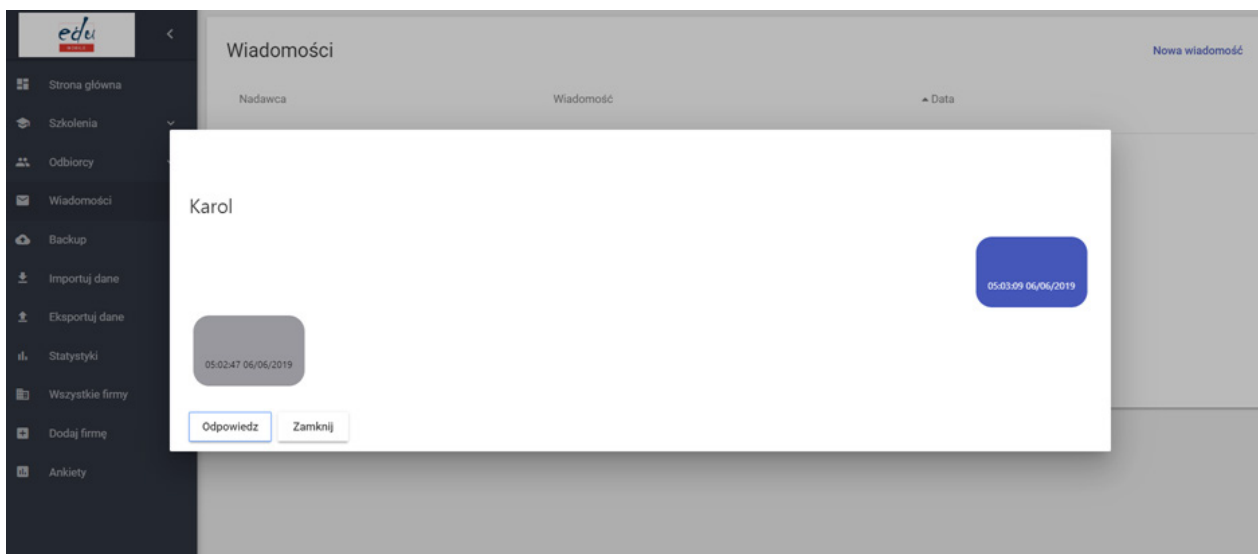 edu
MOBILE
Strona główna
Szkolenia
Odbiorcy
Wiadomości
Backup
Importuj dane
Eksportuj dane
Statystyki
Wszystkie firmy
Dodaj firmę
Ankiety
Wiadomości
Nowa wiadomość
Nadawca Wiadomość Data
Karol
05:03:09 06/06/2019
05:02:47 06/06/2019
Odpowiedz Zamknij